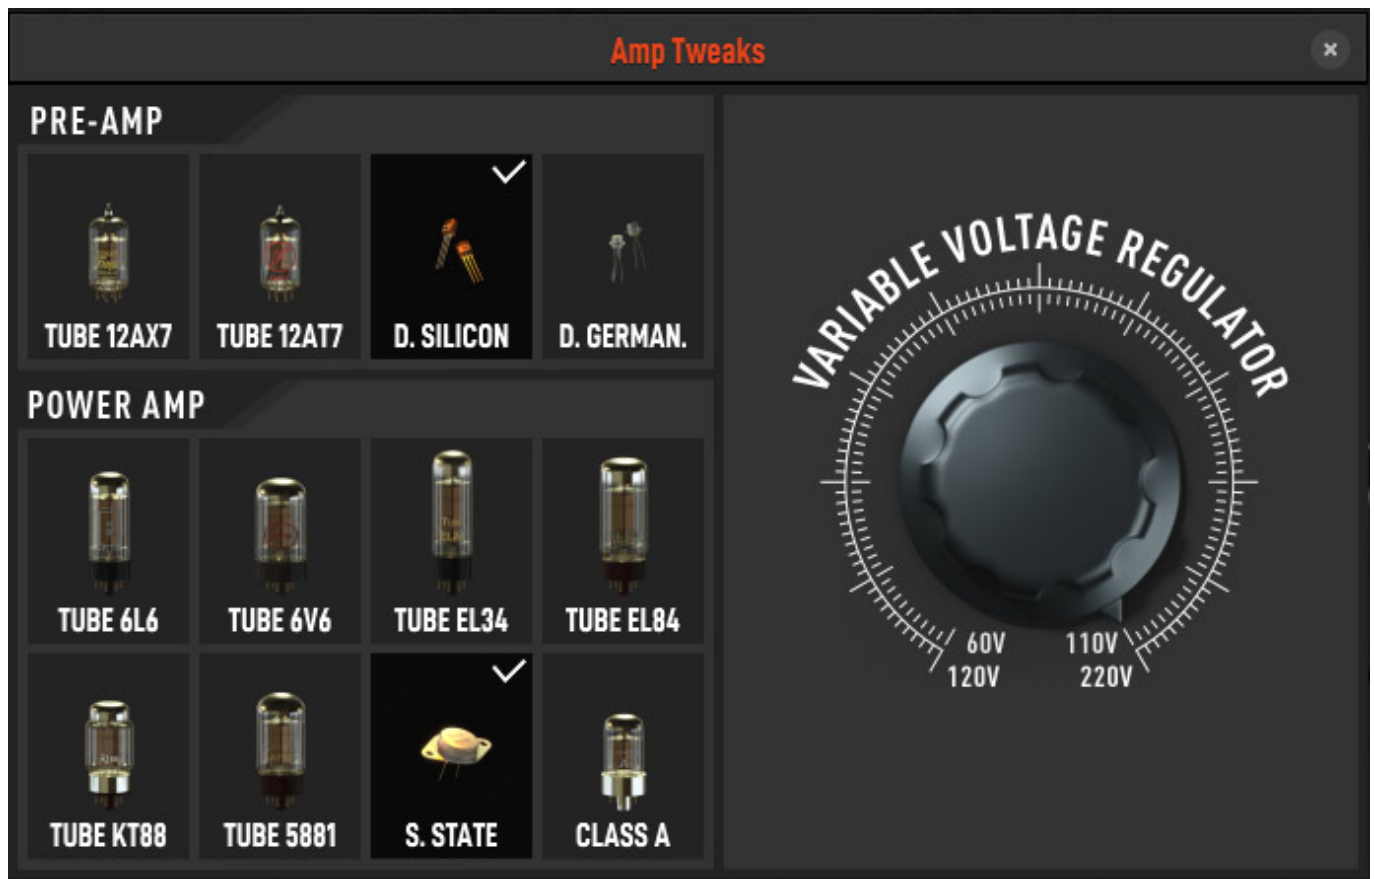 Amp Tweaks
PRE-AMP
TUBE 12AX7
TUBE 12AT7
D. SILICON
D. GERMAN.
POWER AMP
TUBE 6L6
TUBE 6V6
TUBE EL34
TUBE EL84
TUBE KT88
TUBE 5881
S. STATE
CLASS A
VARIABLE VOLTAGE REGULATOR
60V 110V
120V 220V